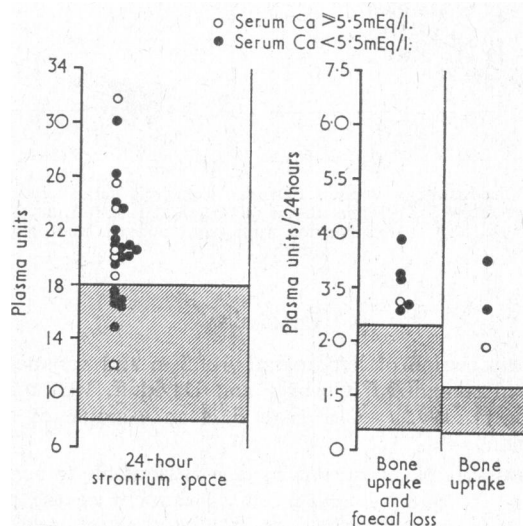 ○ Serum Ca ⩾5·5mEq/l.
● Serum Ca <5·5mEq/l.
34
30
26
22
18
14
10
6
Plasma units
24-hour
strontium space
7·5
6·0
5·5
4·0
3·5
2·0
1·5
0
Plasma units/24hours
Bone
uptake
and
faecal loss
Bone
uptake